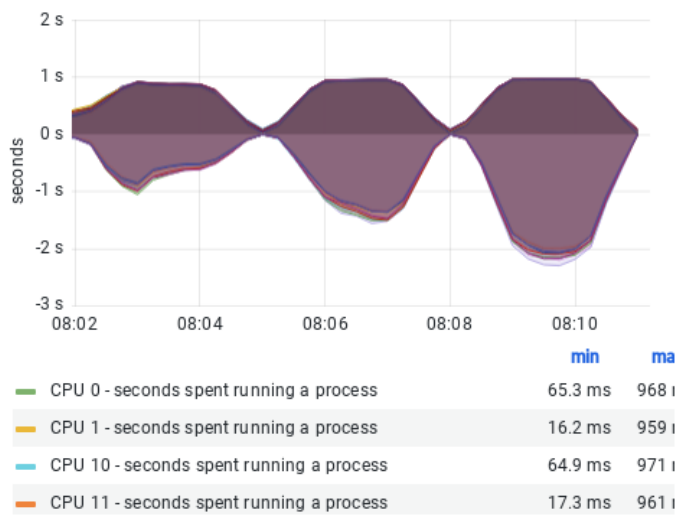 2 s
1 s
0 s
-1 s
-2 s
-3 s
seconds
08:02 08:04 08:06 08:08 08:10
min ma
CPU 0 - seconds spent running a process 65.3 ms 968
CPU 1 - seconds spent running a process 16.2 ms 959
CPU 10 - seconds spent running a process 64.9 ms 971
CPU 11 - seconds spent running a process 17.3 ms 961